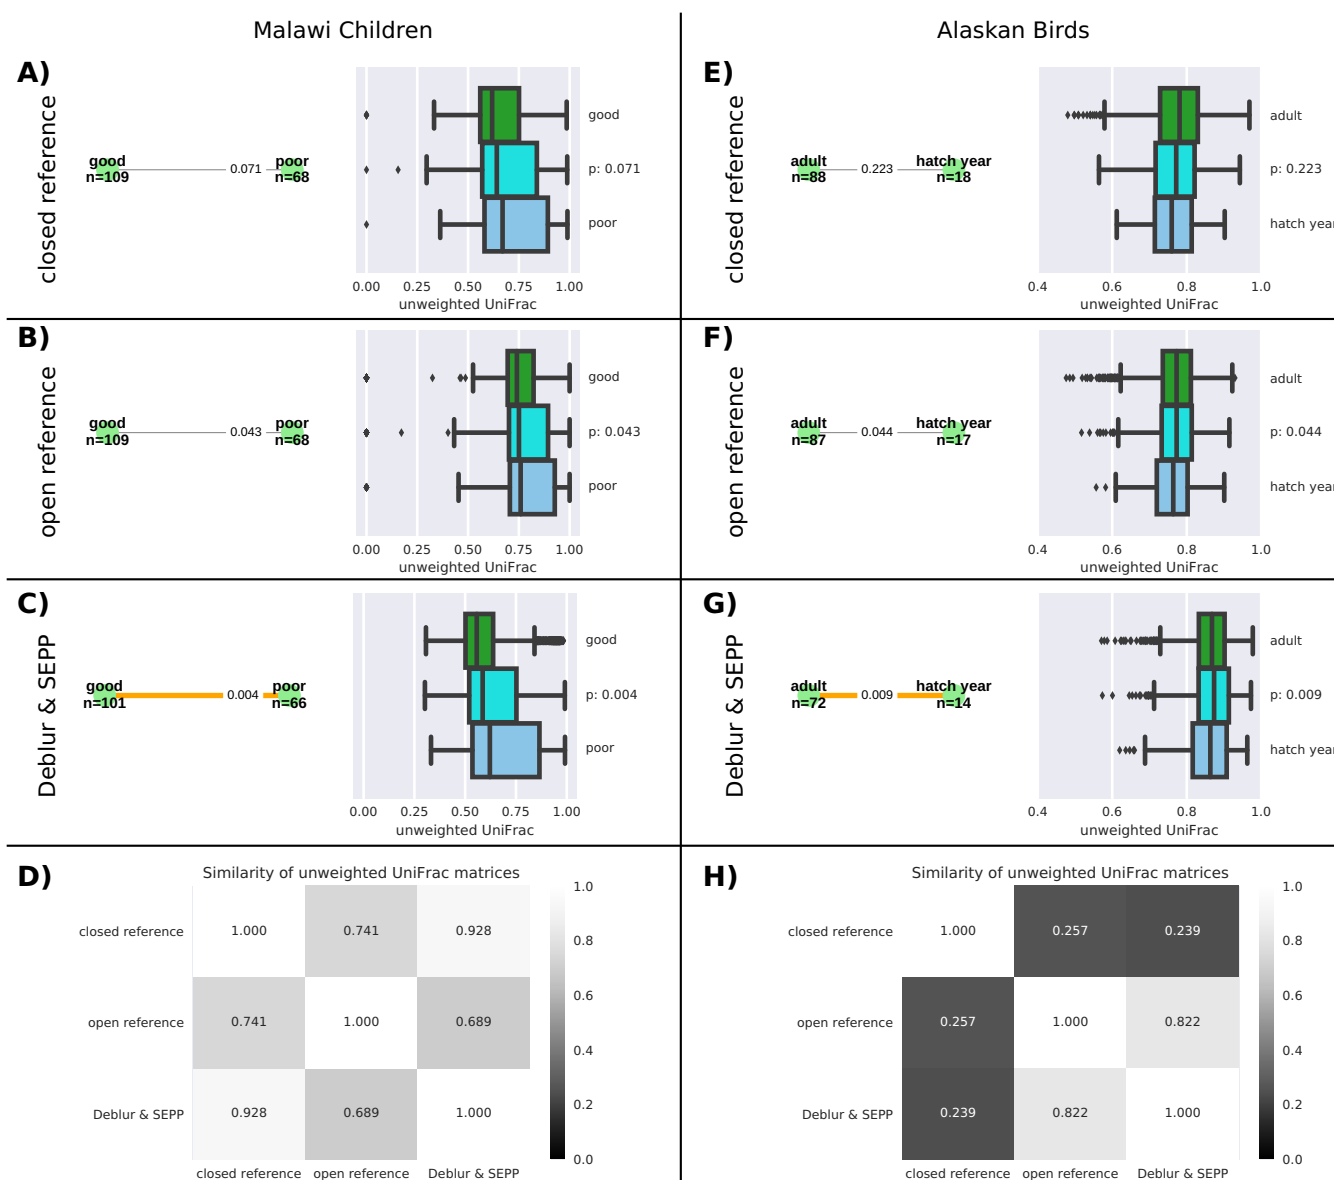 Malawi Children
Alaskan Birds
A)
closed reference
good
n=109
0.071
poor
n=68
good
p: 0.071
poor
0.00 0.25 0.50 0.75 1.00
unweighted UniFrac
E)
closed reference
adult
n=88
0.223
hatch year
n=18
adult
p: 0.223
hatch year
0.4 0.6 0.8 1.0
unweighted UniFrac
B)
open reference
good
n=109
0.043
poor
n=68
good
p: 0.043
poor
0.00 0.25 0.50 0.75 1.00
unweighted UniFrac
F)
open reference
adult
n=87
0.044
hatch year
n=17
adult
p: 0.044
hatch year
0.4 0.6 0.8 1.0
unweighted UniFrac
C)
Deblur & SEPP
good
n=101
0.004
poor
n=66
good
p: 0.004
poor
0.00 0.25 0.50 0.75 1.00
unweighted UniFrac
G)
Deblur & SEPP
adult
n=72
0.009
hatch year
n=14
adult
p: 0.009
hatch year
0.4 0.6 0.8 1.0
unweighted UniFrac
D)
Similarity of unweighted UniFrac matrices
closed reference 1.000 0.741 0.928
open reference 0.741 1.000 0.689
Deblur & SEPP 0.928 0.689 1.000
closed reference open reference Deblur & SEPP
1.0
0.8
0.6
0.4
0.2
0.0
H)
Similarity of unweighted UniFrac matrices
closed reference 1.000 0.257 0.239
open reference 0.257 1.000 0.822
Deblur & SEPP 0.239 0.822 1.000
closed reference open reference Deblur & SEPP
1.0
0.8
0.6
0.4
0.2
0.0